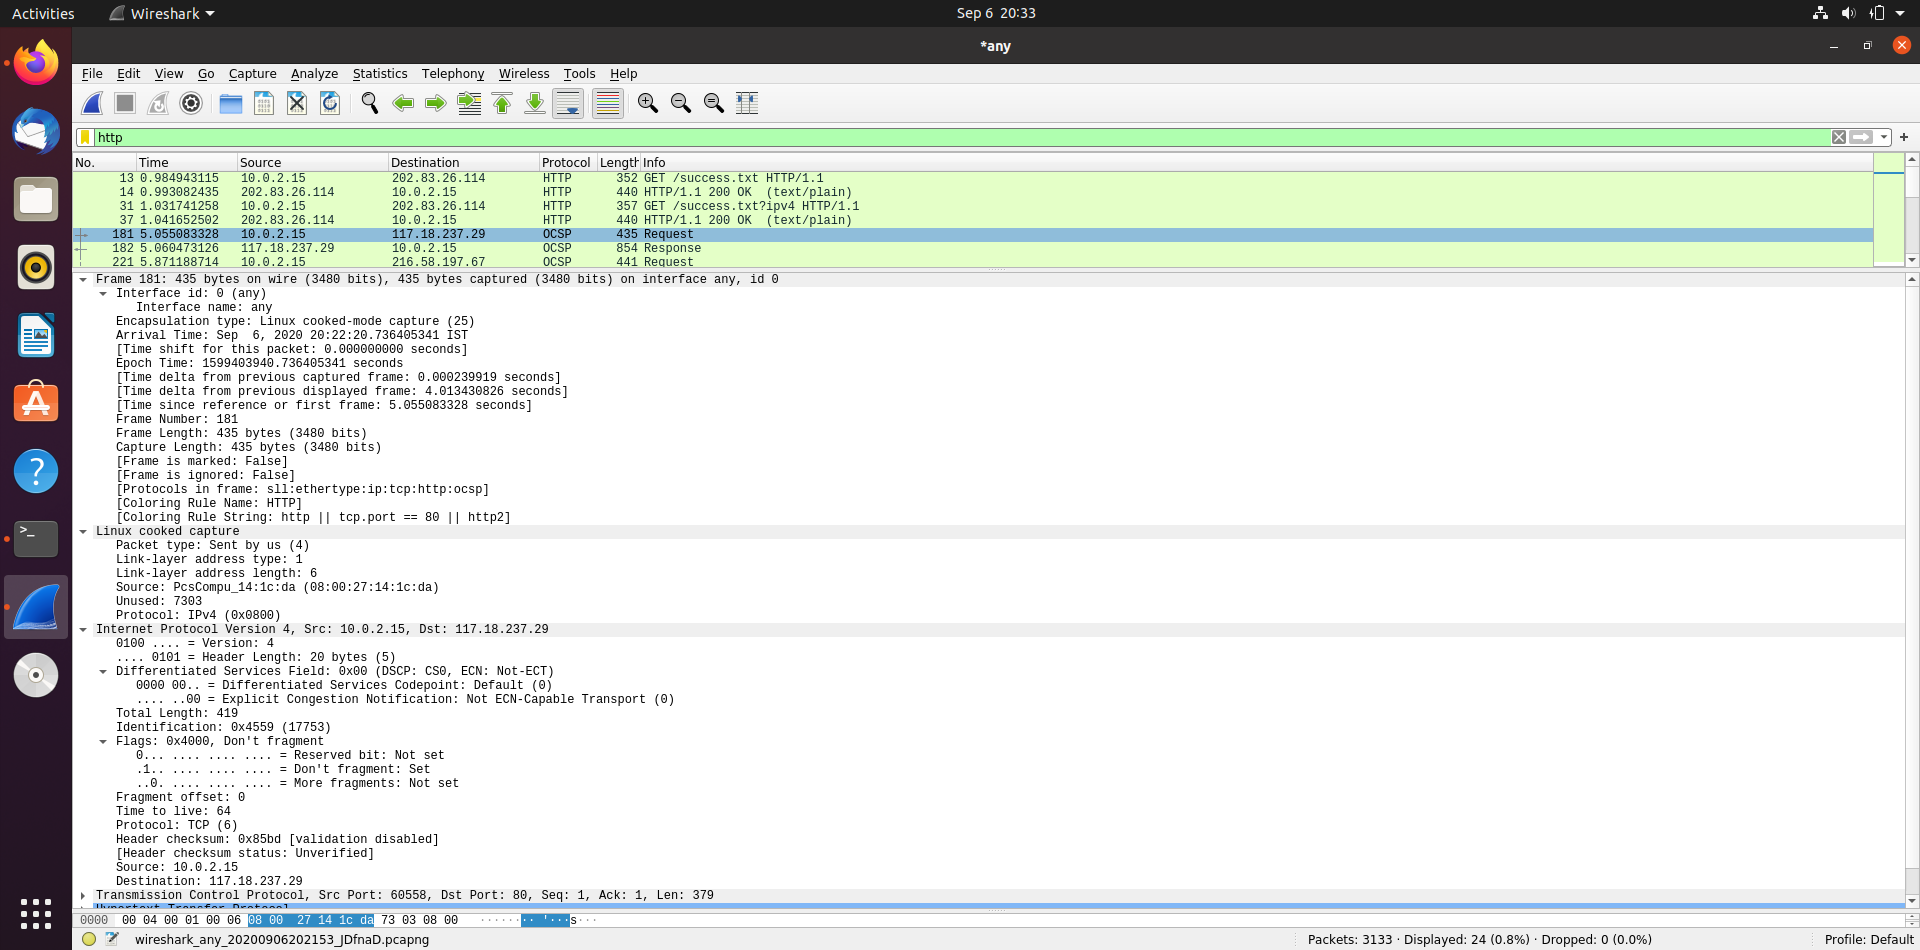 Activities
Wireshark
Sep 6 20:33
*any
File Edit View Go Capture Analyze Statistics Telephony Wireless Tools Help
http
No. Time Source Destination Protocol Length Info
13 0.984943115 10.0.2.15 202.83.26.114 HTTP 352 GET /success.txt HTTP/1.1
14 0.993082435 202.83.26.114 10.0.2.15 HTTP 440 HTTP/1.1 200 OK (text/plain)
31 1.031741258 10.0.2.15 202.83.26.114 HTTP 357 GET /success.txt?ipv4 HTTP/1.1
37 1.041652502 202.83.26.114 10.0.2.15 HTTP 440 HTTP/1.1 200 OK (text/plain)
181 5.055083328 10.0.2.15 117.18.237.29 OCSP 435 Request
182 5.060473126 117.18.237.29 10.0.2.15 OCSP 854 Response
221 5.871188714 10.0.2.15 216.58.197.67 OCSP 441 Request
Frame 181: 435 bytes on wire (3480 bits), 435 bytes captured (3480 bits) on interface any, id 0
Interface id: 0 (any)
Interface name: any
Encapsulation type: Linux cooked-mode capture (25)
Arrival Time: Sep  6, 2020 20:22:20.736405341 IST
[Time shift for this packet: 0.000000000 seconds]
Epoch Time: 1599403940.736405341 seconds
[Time delta from previous captured frame: 0.000239919 seconds]
[Time delta from previous displayed frame: 4.013430826 seconds]
[Time since reference or first frame: 5.055083328 seconds]
Frame Number: 181
Frame Length: 435 bytes (3480 bits)
Capture Length: 435 bytes (3480 bits)
[Frame is marked: False]
[Frame is ignored: False]
[Protocols in frame: sll:ethertype:ip:tcp:http:ocsp]
[Coloring Rule Name: HTTP]
[Coloring Rule String: http || tcp.port == 80 || http2]
Linux cooked capture
Packet type: Sent by us (4)
Link-layer address type: 1
Link-layer address length: 6
Source: PcsCompu_14:1c:da (08:00:27:14:1c:da)
Unused: 7303
Protocol: IPv4 (0x0800)
Internet Protocol Version 4, Src: 10.0.2.15, Dst: 117.18.237.29
0100 .... = Version: 4
.... 0101 = Header Length: 20 bytes (5)
Differentiated Services Field: 0x00 (DSCP: CS0, ECN: Not-ECT)
0000 00.. = Differentiated Services Codepoint: Default (0)
.... ..00 = Explicit Congestion Notification: Not ECN-Capable Transport (0)
Total Length: 419
Identification: 0x4559 (17753)
Flags: 0x4000, Don't fragment
0... .... .... .... = Reserved bit: Not set
.1.. .... .... .... = Don't fragment: Set
..0. .... .... .... = More fragments: Not set
Fragment offset: 0
Time to live: 64
Protocol: TCP (6)
Header checksum: 0x85bd [validation disabled]
[Header checksum status: Unverified]
Source: 10.0.2.15
Destination: 117.18.237.29
Transmission Control Protocol, Src Port: 60558, Dst Port: 80, Seq: 1, Ack: 1, Len: 379
Hypertext Transfer Protocol
0000 00 04 00 01 00 06 08 00 27 14 1c da 73 03 08 00 ········'···s···
wireshark_any_20200906202153_JDfnaD.pcapng
Packets: 3133 · Displayed: 24 (0.8%) · Dropped: 0 (0.0%)
Profile: Default